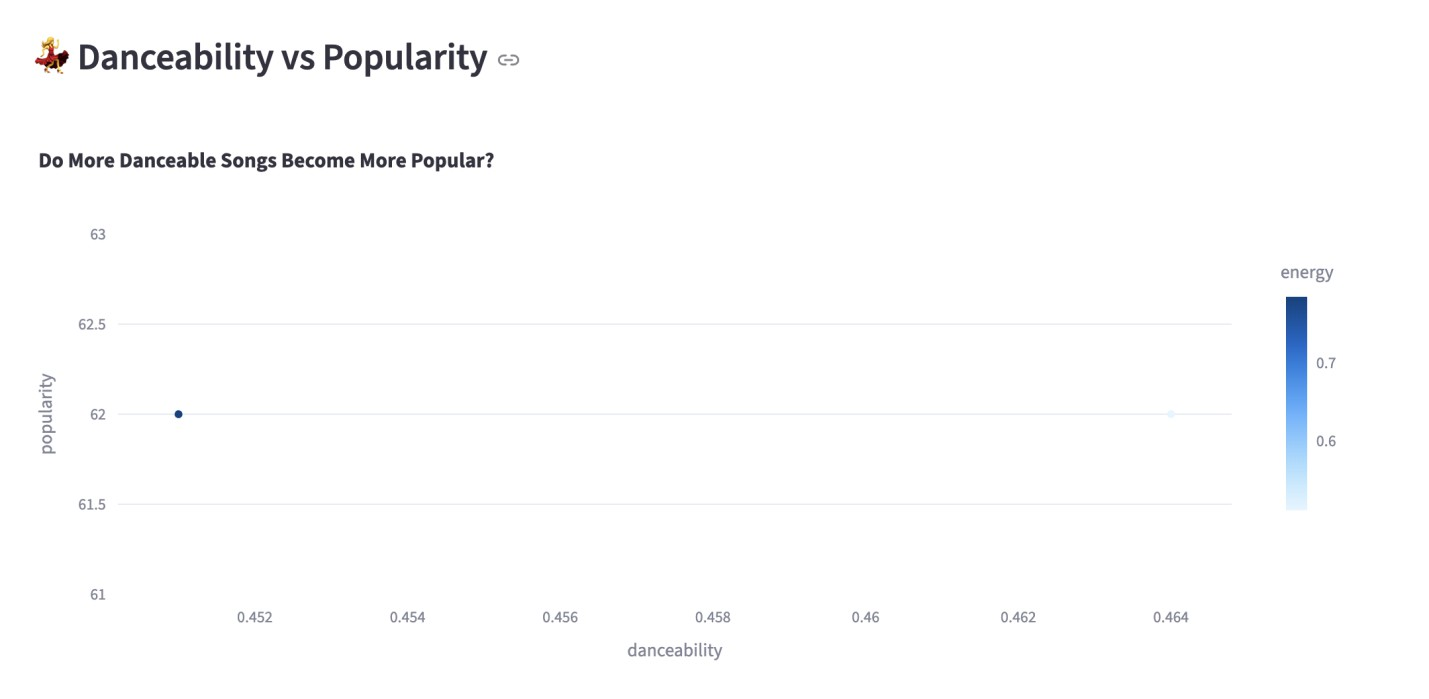 Danceability vs Popularity
Do More Danceable Songs Become More Popular?
63
62.5
62
61.5
61
popularity
0.452
0.454
0.456
0.458
0.46
0.462
0.464
danceability
energy
0.7
0.6